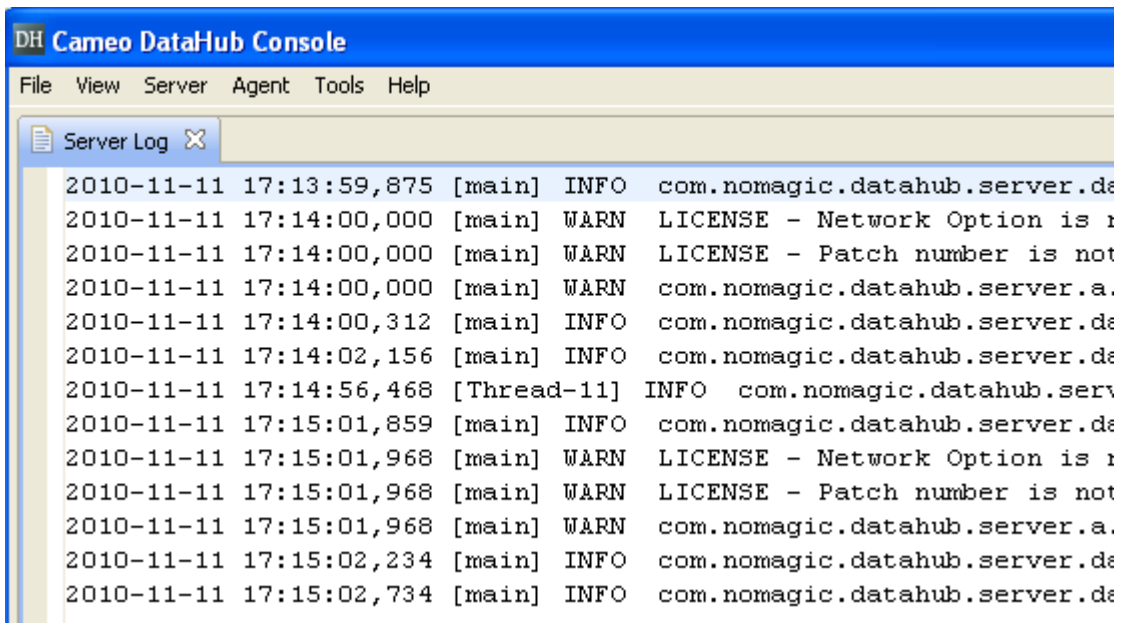 DH Cameo DataHub Console
File View Server Agent Tools Help
Server Log
2010-11-11 17:13:59,875 [main] INFO com.nomagic.datahub.server.da
2010-11-11 17:14:00,000 [main] WARN LICENSE - Network Option is
2010-11-11 17:14:00,000 [main] WARN LICENSE - Patch number is not
2010-11-11 17:14:00,000 [main] WARN com.nomagic.datahub.server.a.
2010-11-11 17:14:00,312 [main] INFO com.nomagic.datahub.server.da
2010-11-11 17:14:02,156 [main] INFO com.nomagic.datahub.server.da
2010-11-11 17:14:56,468 [Thread-11] INFO com.nomagic.datahub.serv
2010-11-11 17:15:01,859 [main] INFO com.nomagic.datahub.server.da
2010-11-11 17:15:01,968 [main] WARN LICENSE - Network Option is
2010-11-11 17:15:01,968 [main] WARN LICENSE - Patch number is not
2010-11-11 17:15:01,968 [main] WARN com.nomagic.datahub.server.a.
2010-11-11 17:15:02,234 [main] INFO com.nomagic.datahub.server.da
2010-11-11 17:15:02,734 [main] INFO com.nomagic.datahub.server.da